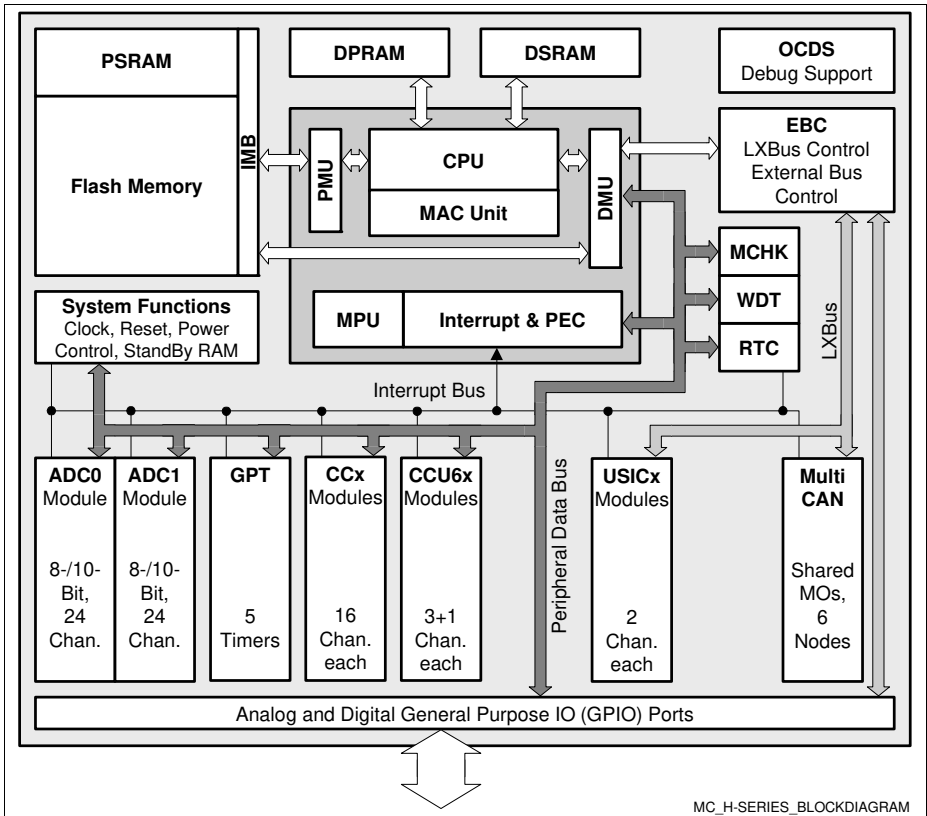 PSRAM
Flash Memory
IMB
DPRAM
DSRAM
OCDS
Debug Support
EBC
LXBus Control
External Bus
Control
PMU
CPU
MAC Unit
DMU
MPU
Interrupt & PEC
MCHK
WDT
RTC
LXBus
System Functions
Clock, Reset, Power
Control, StandBy RAM
Interrupt Bus
ADC0
Module
8-/10-
Bit,
24
Chan.
ADC1
Module
8-/10-
Bit,
24
Chan.
GPT
5
Timers
CCx
Modules
16
Chan.
each
CCU6x
Modules
3+1
Chan.
each
Peripheral Data Bus
USICx
Modules
2
Chan.
each
Multi
CAN
Shared
MOs,
6
Nodes
Analog and Digital General Purpose IO (GPIO) Ports
MC_H-SERIES_BLOCKDIAGRAM